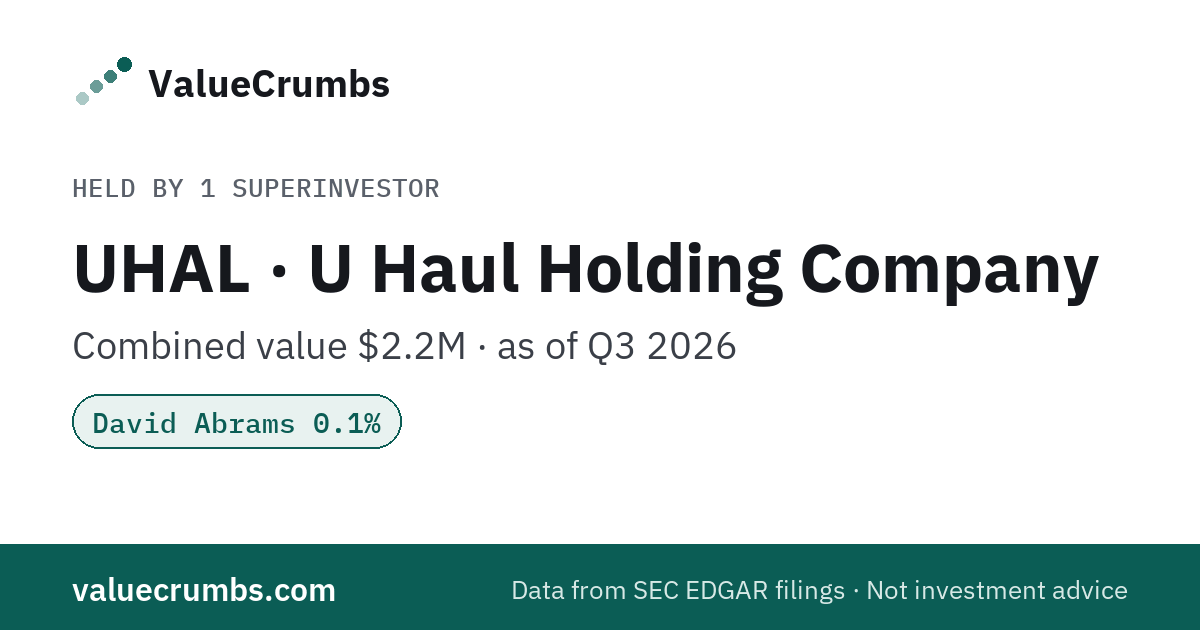 ValueCrumbs
HELD BY 1 SUPERINVESTOR
UHAL · U Haul Holding Company
Combined value $2.2M · as of Q3 2026
David Abrams 0.1%
valuecrumbs.com
Data from SEC EDGAR filings · Not investment advice